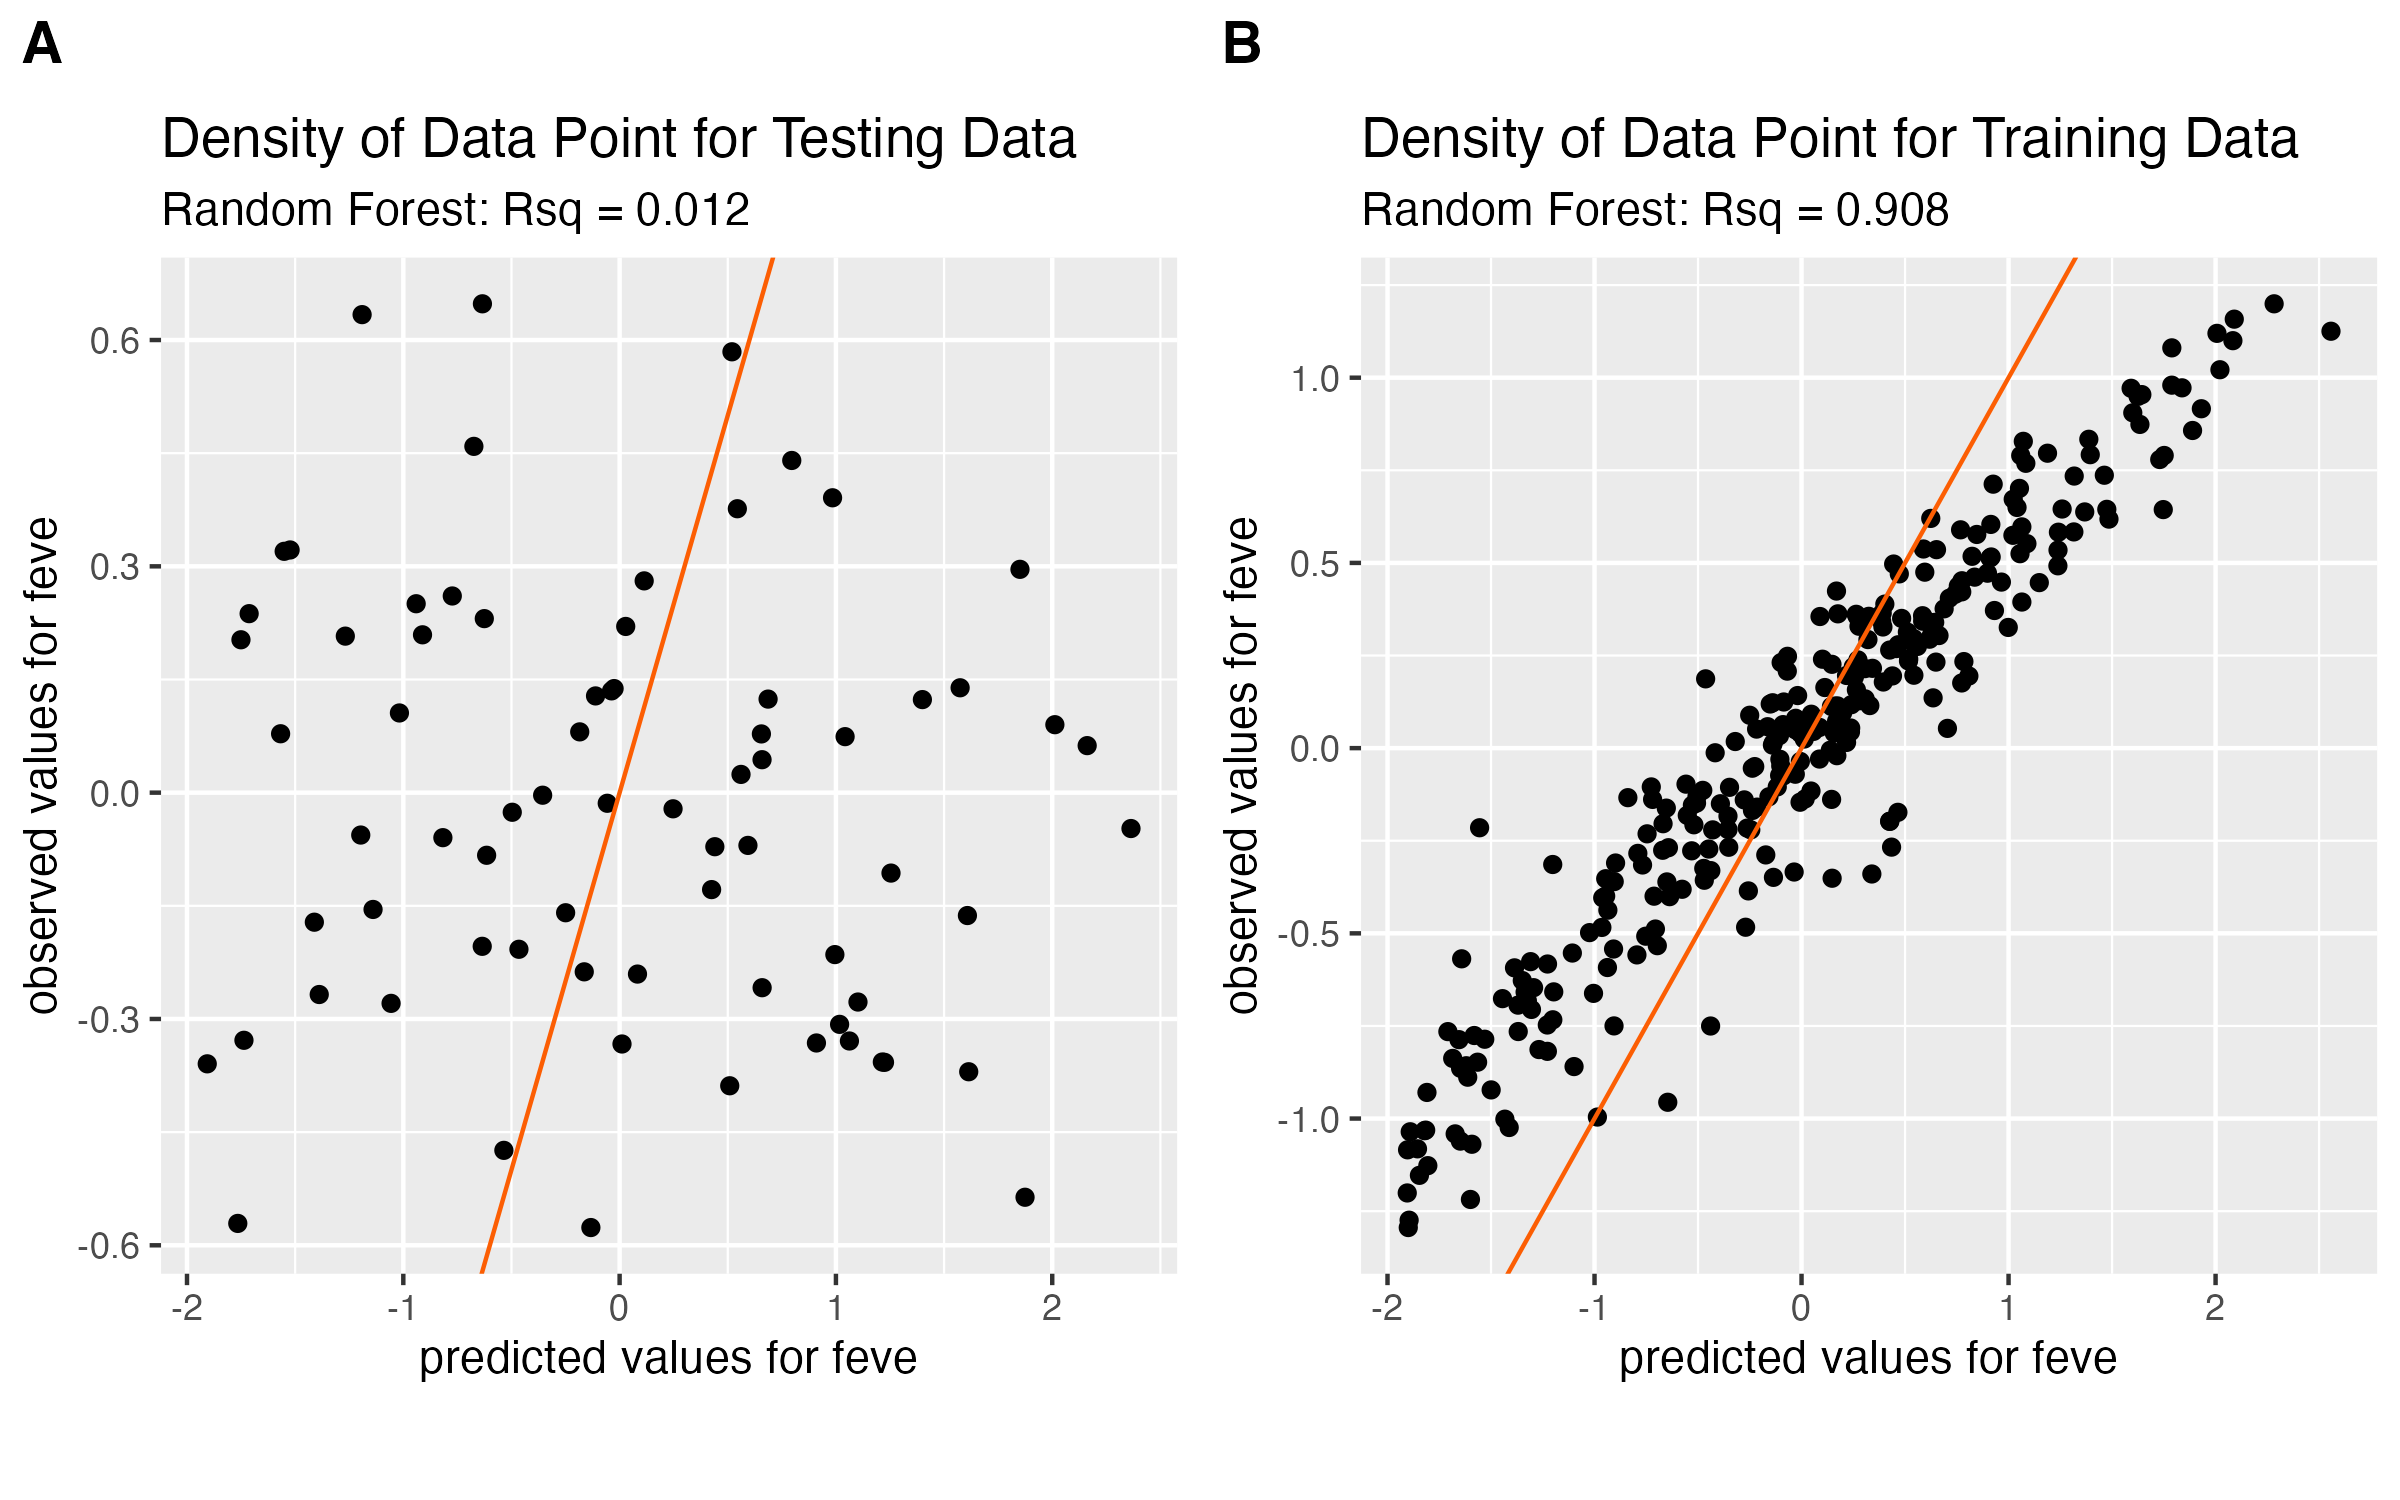 A
Density of Data Point for Testing Data
Random Forest: Rsq = 0.012
observed values for feve
0.6
0.3
0.0
-0.3
-0.6
-2 -1 0 1 2
predicted values for feve
B
Density of Data Point for Training Data
Random Forest: Rsq = 0.908
observed values for feve
1.0
0.5
0.0
-0.5
-1.0
-2 -1 0 1 2
predicted values for feve